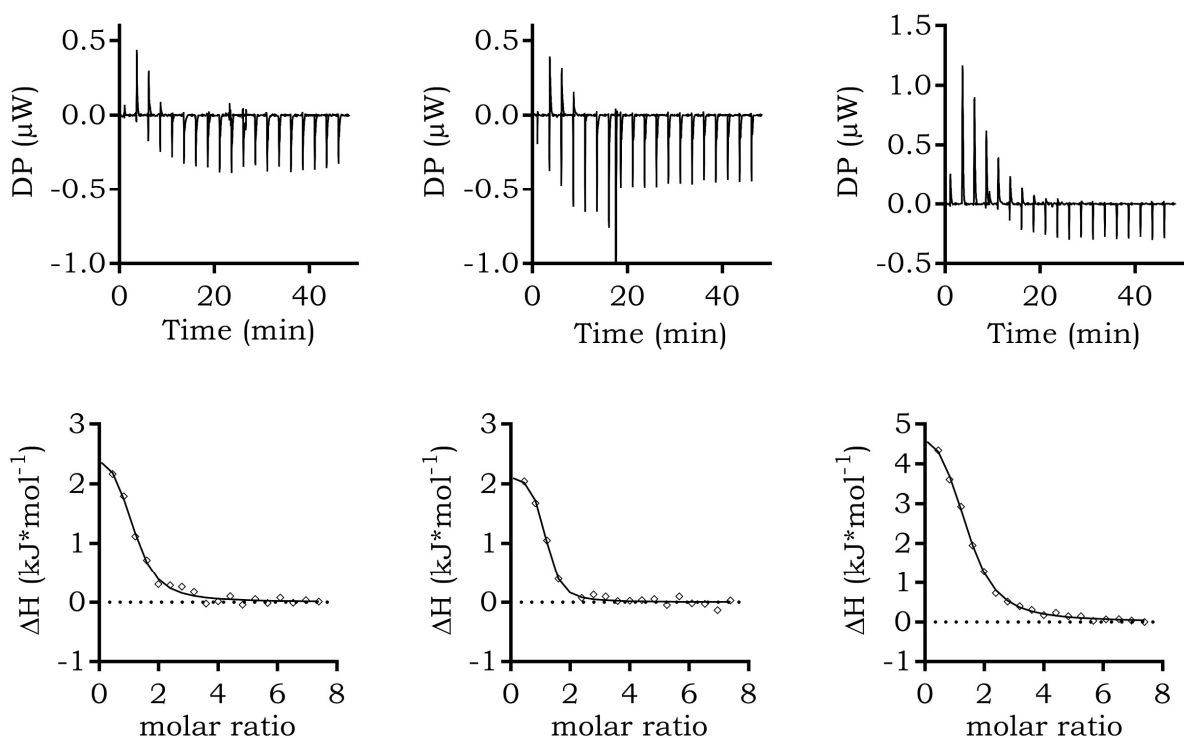 DP (µW)
0.5
0.0
-0.5
-1.0
0 20 40
Time (min)
DP (µW)
0.5
0.0
-0.5
-1.0
0 20 40
Time (min)
DP (µW)
1.5
1.0
0.5
0.0
-0.5
0 20 40
Time (min)
ΔH (kJ*mol⁻¹)
3
2
1
0
-1
0 2 4 6 8
molar ratio
ΔH (kJ*mol⁻¹)
3
2
1
0
-1
0 2 4 6 8
molar ratio
ΔH (kJ*mol⁻¹)
5
4
3
2
1
0
-1
0 2 4 6 8
molar ratio